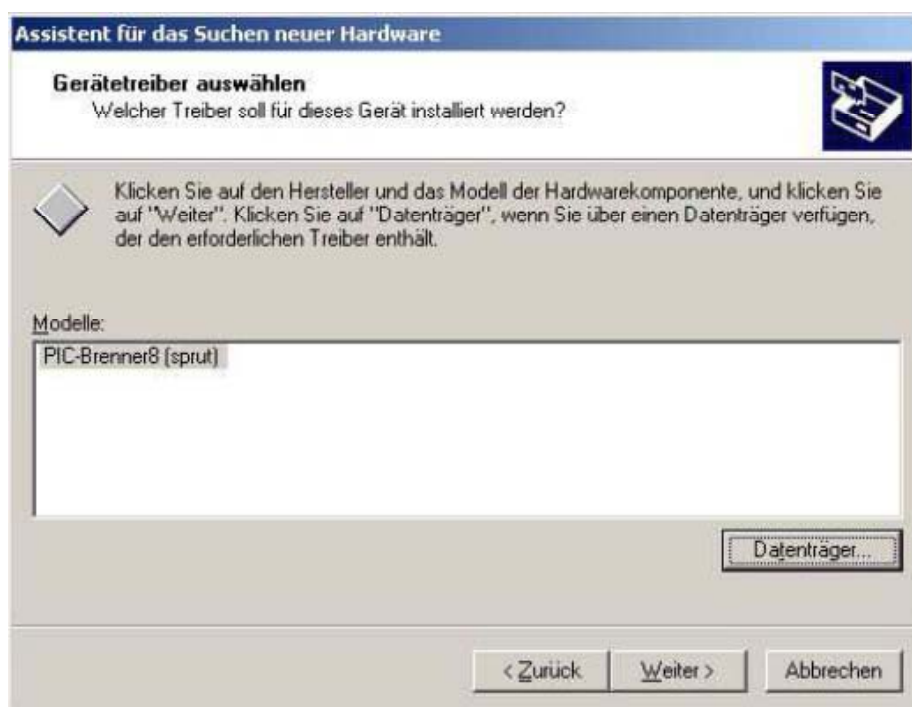 Assistent für das Suchen neuer Hardware
Gerätetreiber auswählen
Welcher Treiber soll für dieses Gerät installiert werden?
Klicken Sie auf den Hersteller und das Modell der Hardwarekomponente, und klicken Sie
auf "Weiter". Klicken Sie auf "Datenträger", wenn Sie über einen Datenträger verfügen,
der den erforderlichen Treiber enthält.
Modelle:
PIC-Brenner8 (sprut)
Datenträger...
< Zurück
Weiter >
Abbrechen